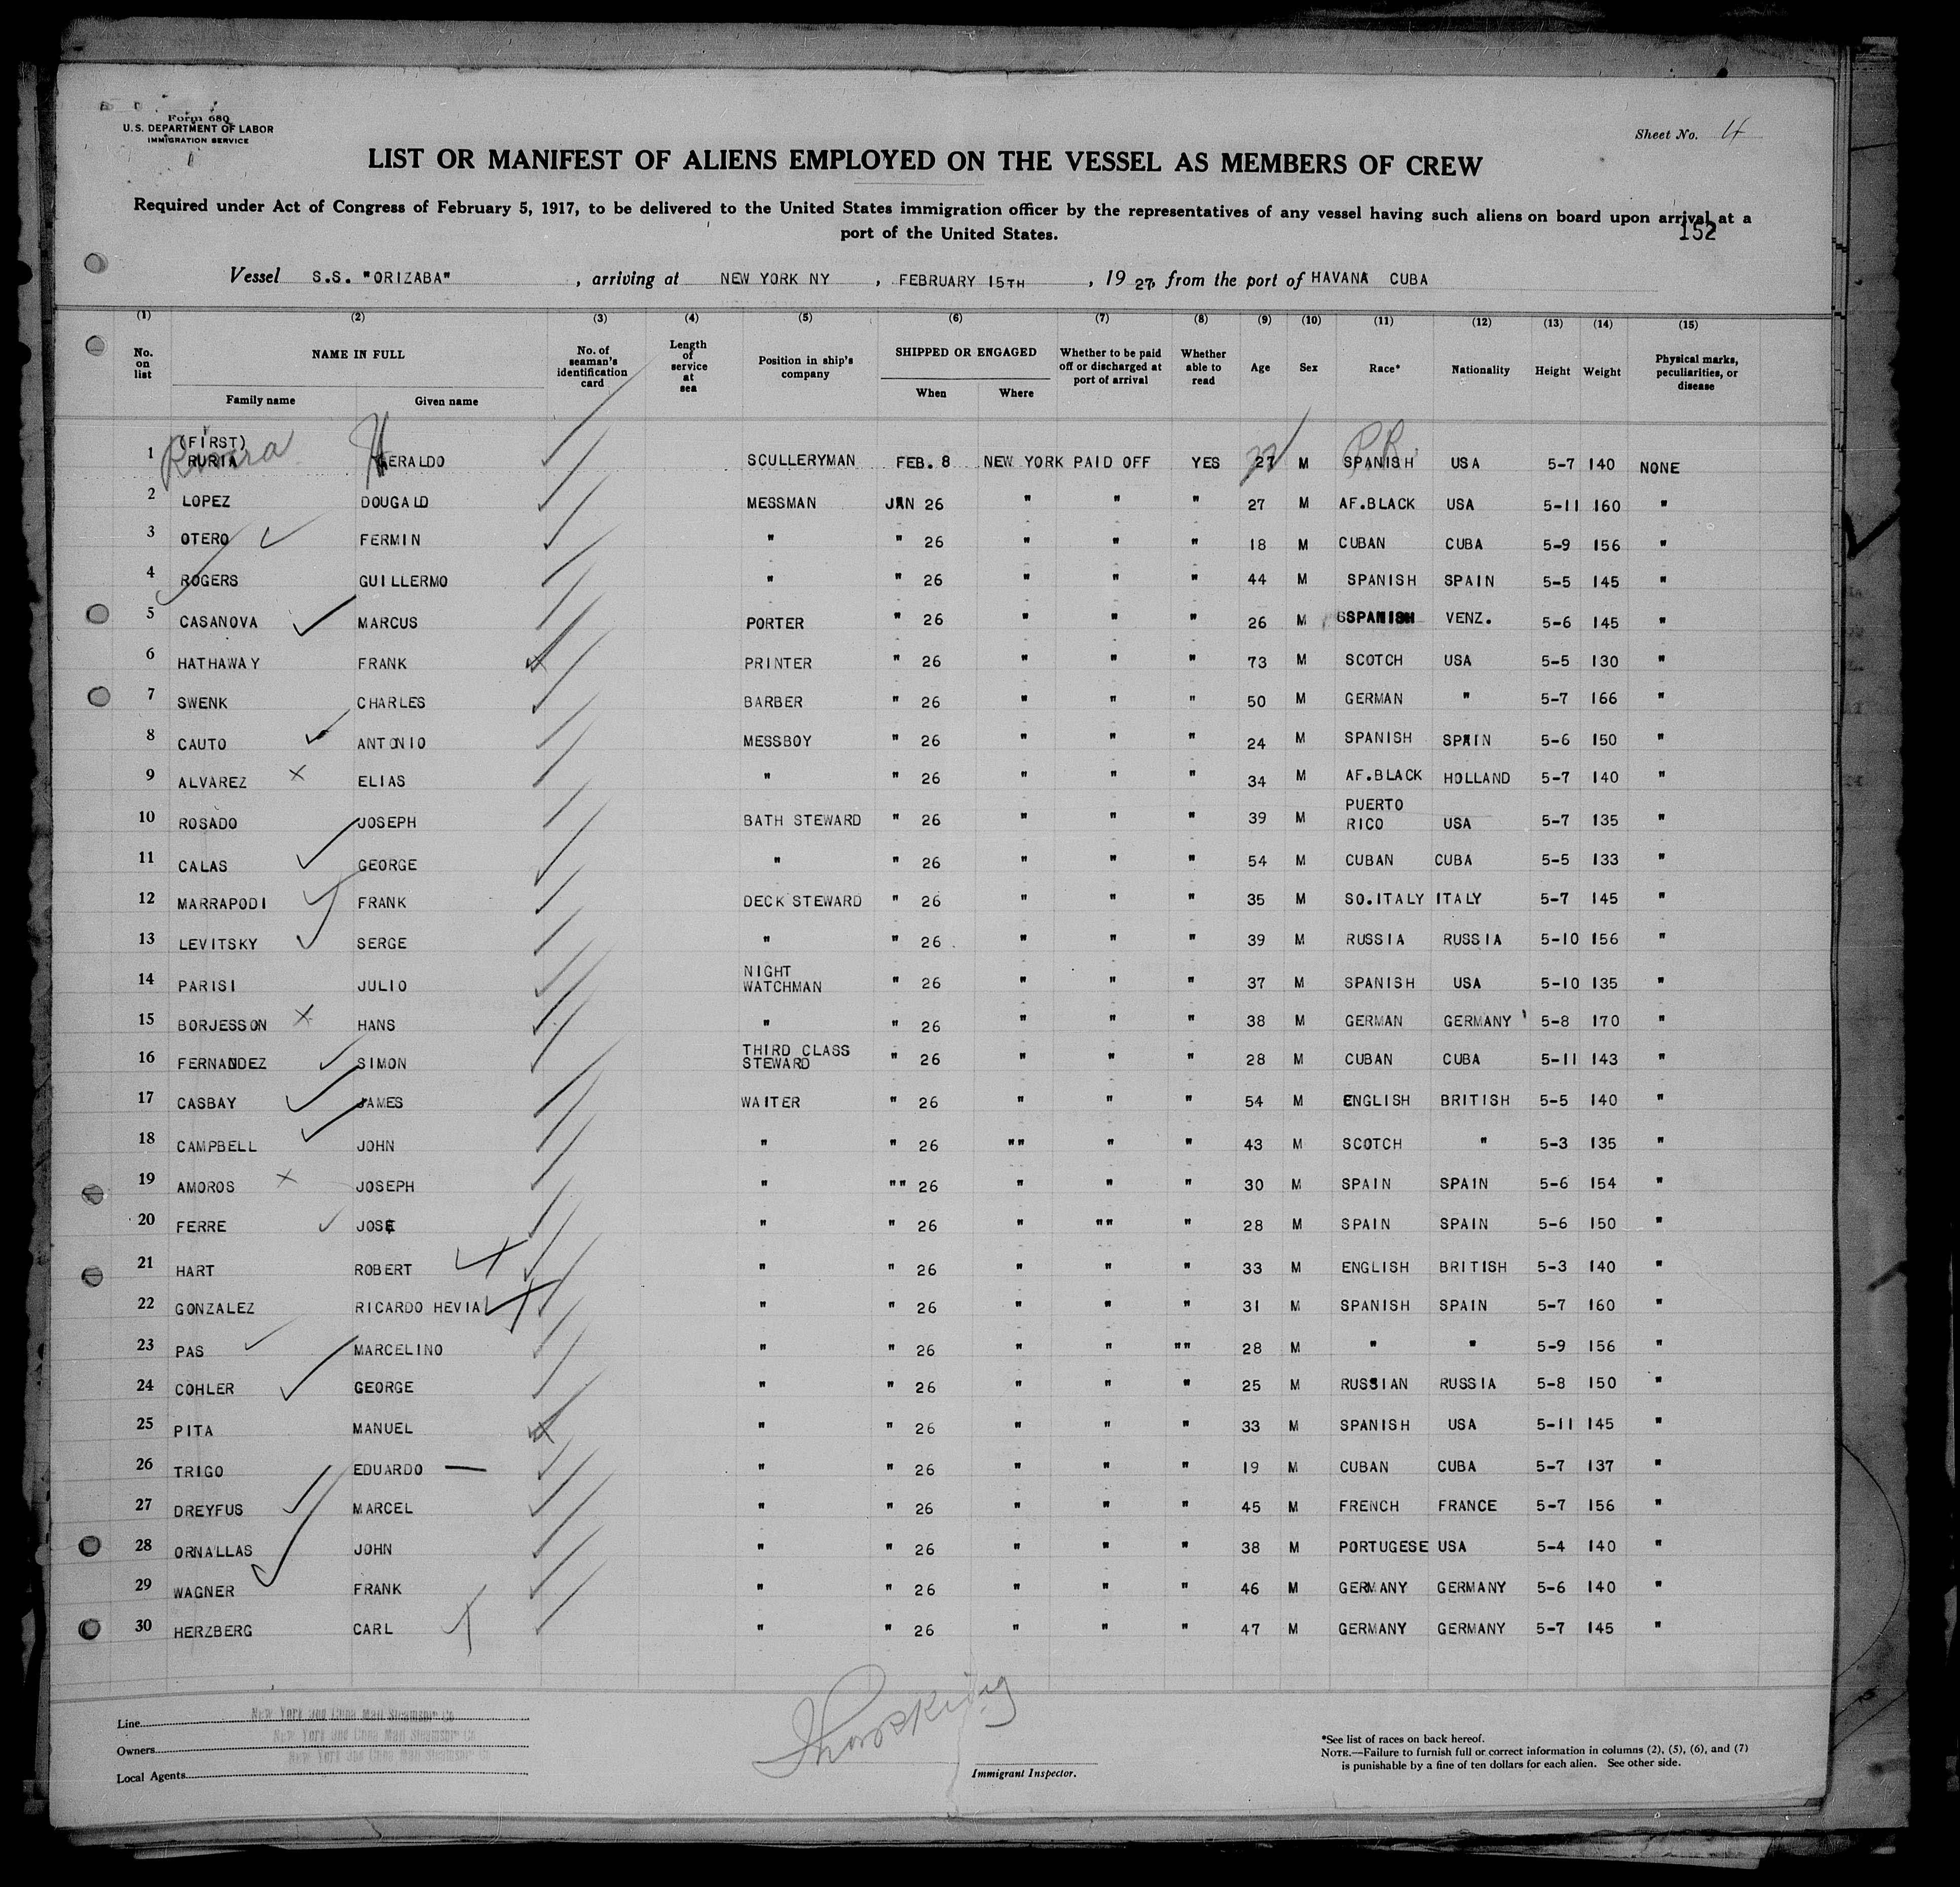 Form 680
U.S. DEPARTMENT OF LABOR
IMMIGRATION SERVICE
Sheet No. 4
LIST OR MANIFEST OF ALIENS EMPLOYED ON THE VESSEL AS MEMBERS OF CREW
Required under Act of Congress of February 5, 1917, to be delivered to the United States immigration officer by the representatives of any vessel having such aliens on board upon arrival at a
port of the United States.
152
Vessel S.S. "ORIZABA" , arriving at NEW YORK NY , FEBRUARY 15TH , 1927, from the port of HAVANA CUBA
(1) (2) (3) (4) (5) (6) (7) (8) (9) (10) (11) (12) (13) (14) (15)
No. on list NAME IN FULL Family name Given name No. of seaman's identification card Length of service at sea Position in ship's company SHIPPED OR ENGAGED When Where Whether to be paid off or discharged at port of arrival Whether able to read Age Sex Race* Nationality Height Weight Physical marks, peculiarities, or disease
(FIRST) Rivera P.R.
1 RURIA HERALDO SCULLERYMAN FEB. 8 NEW YORK PAID OFF YES 27 M SPANISH USA 5-7 140 NONE
2 LOPEZ DOUGALD MESSMAN JAN 26 " " " 27 M AF.BLACK USA 5-11 160 "
3 OTERO FERMIN " " 26 " " " 18 M CUBAN CUBA 5-9 156 "
4 ROGERS GUILLERMO " " 26 " " " 44 M SPANISH SPAIN 5-5 145 "
5 CASANOVA MARCUS PORTER " 26 " " " 26 M SPANISH VENZ. 5-6 145 "
6 HATHAWAY FRANK PRINTER " 26 " " " 73 M SCOTCH USA 5-5 130 "
7 SWENK CHARLES BARBER " 26 " " " 50 M GERMAN " 5-7 166 "
8 CAUTO ANTONIO MESSBOY " 26 " " " 24 M SPANISH SPAIN 5-6 150 "
9 ALVAREZ ELIAS " " 26 " " " 34 M AF.BLACK HOLLAND 5-7 140 "
10 ROSADO JOSEPH BATH STEWARD " 26 " " " 39 M PUERTO RICO USA 5-7 135 "
11 CALAS GEORGE " " 26 " " " 54 M CUBAN CUBA 5-5 133 "
12 MARRAPODI FRANK DECK STEWARD " 26 " " " 35 M SO.ITALY ITALY 5-7 145 "
13 LEVITSKY SERGE " " 26 " " " 39 M RUSSIA RUSSIA 5-10 156 "
14 PARISI JULIO NIGHT WATCHMAN " 26 " " " 37 M SPANISH USA 5-10 135 "
15 BORJESSON HANS " " 26 " " " 38 M GERMAN GERMANY 5-8 170 "
16 FERNANDEZ SIMON THIRD CLASS STEWARD " 26 " " " 28 M CUBAN CUBA 5-11 143 "
17 CASBAY JAMES WAITER " 26 " " " 54 M ENGLISH BRITISH 5-5 140 "
18 CAMPBELL JOHN " " 26 "" " " 43 M SCOTCH " 5-3 135 "
19 AMOROS JOSEPH " "" 26 " " " 30 M SPAIN SPAIN 5-6 154 "
20 FERRE JOSE " " 26 " "" " 28 M SPAIN SPAIN 5-6 150 "
21 HART ROBERT " " 26 " " " 33 M ENGLISH BRITISH 5-3 140 "
22 GONZALEZ RICARDO HEVIA " " 26 " " " 31 M SPANISH SPAIN 5-7 160 "
23 PAS MARCELINO " " 26 " " "" 28 M " " 5-9 156 "
24 COHLER GEORGE " " 26 " " " 25 M RUSSIAN RUSSIA 5-8 150 "
25 PITA MANUEL " " 26 " " " 33 M SPANISH USA 5-11 145 "
26 TRIGO EDUARDO — " " 26 " " " 19 M CUBAN CUBA 5-7 137 "
27 DREYFUS MARCEL " " 26 " " " 45 M FRENCH FRANCE 5-7 156 "
28 ORNALLAS JOHN " " 26 " " " 38 M PORTUGESE USA 5-4 140 "
29 WAGNER FRANK " " 26 " " " 46 M GERMANY GERMANY 5-6 140 "
30 HERZBERG CARL " " 26 " " " 47 M GERMANY GERMANY 5-7 145 "
Line New York and Cuba Mail Steamship Co
Owners New York and Cuba Mail Steamship Co
Local Agents New York and Cuba Mail Steamship Co
Immigrant Inspector.
*See list of races on back hereof.
NOTE.—Failure to furnish full or correct information in columns (2), (5), (6), and (7)
is punishable by a fine of ten dollars for each alien. See other side.